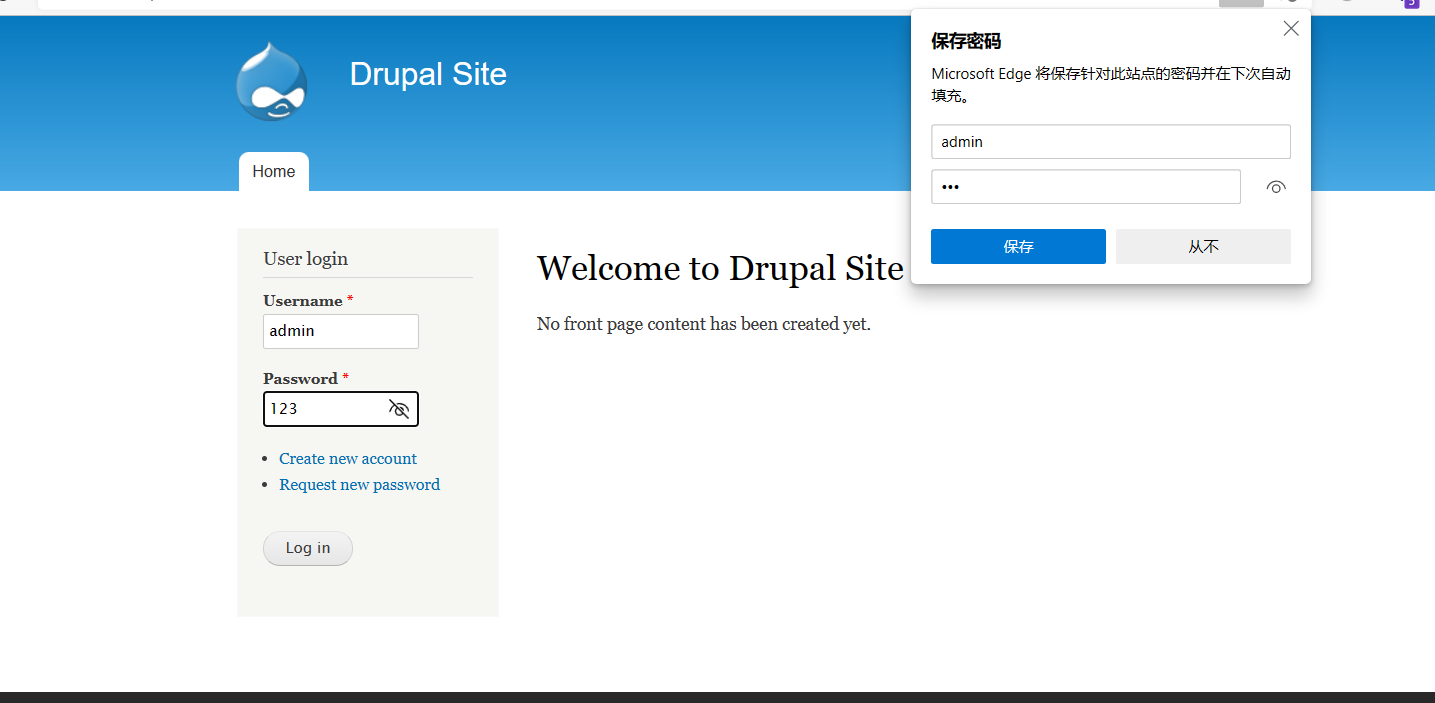 Drupal Site
Home
User login
Username *
admin
Password *
123
Create new account
Request new password
Log in
Welcome to Drupal Site
No front page content has been created yet.
保存密码
Microsoft Edge 将保存针对此站点的密码并在下次自动
填充。
admin
•••
保存
从不
5